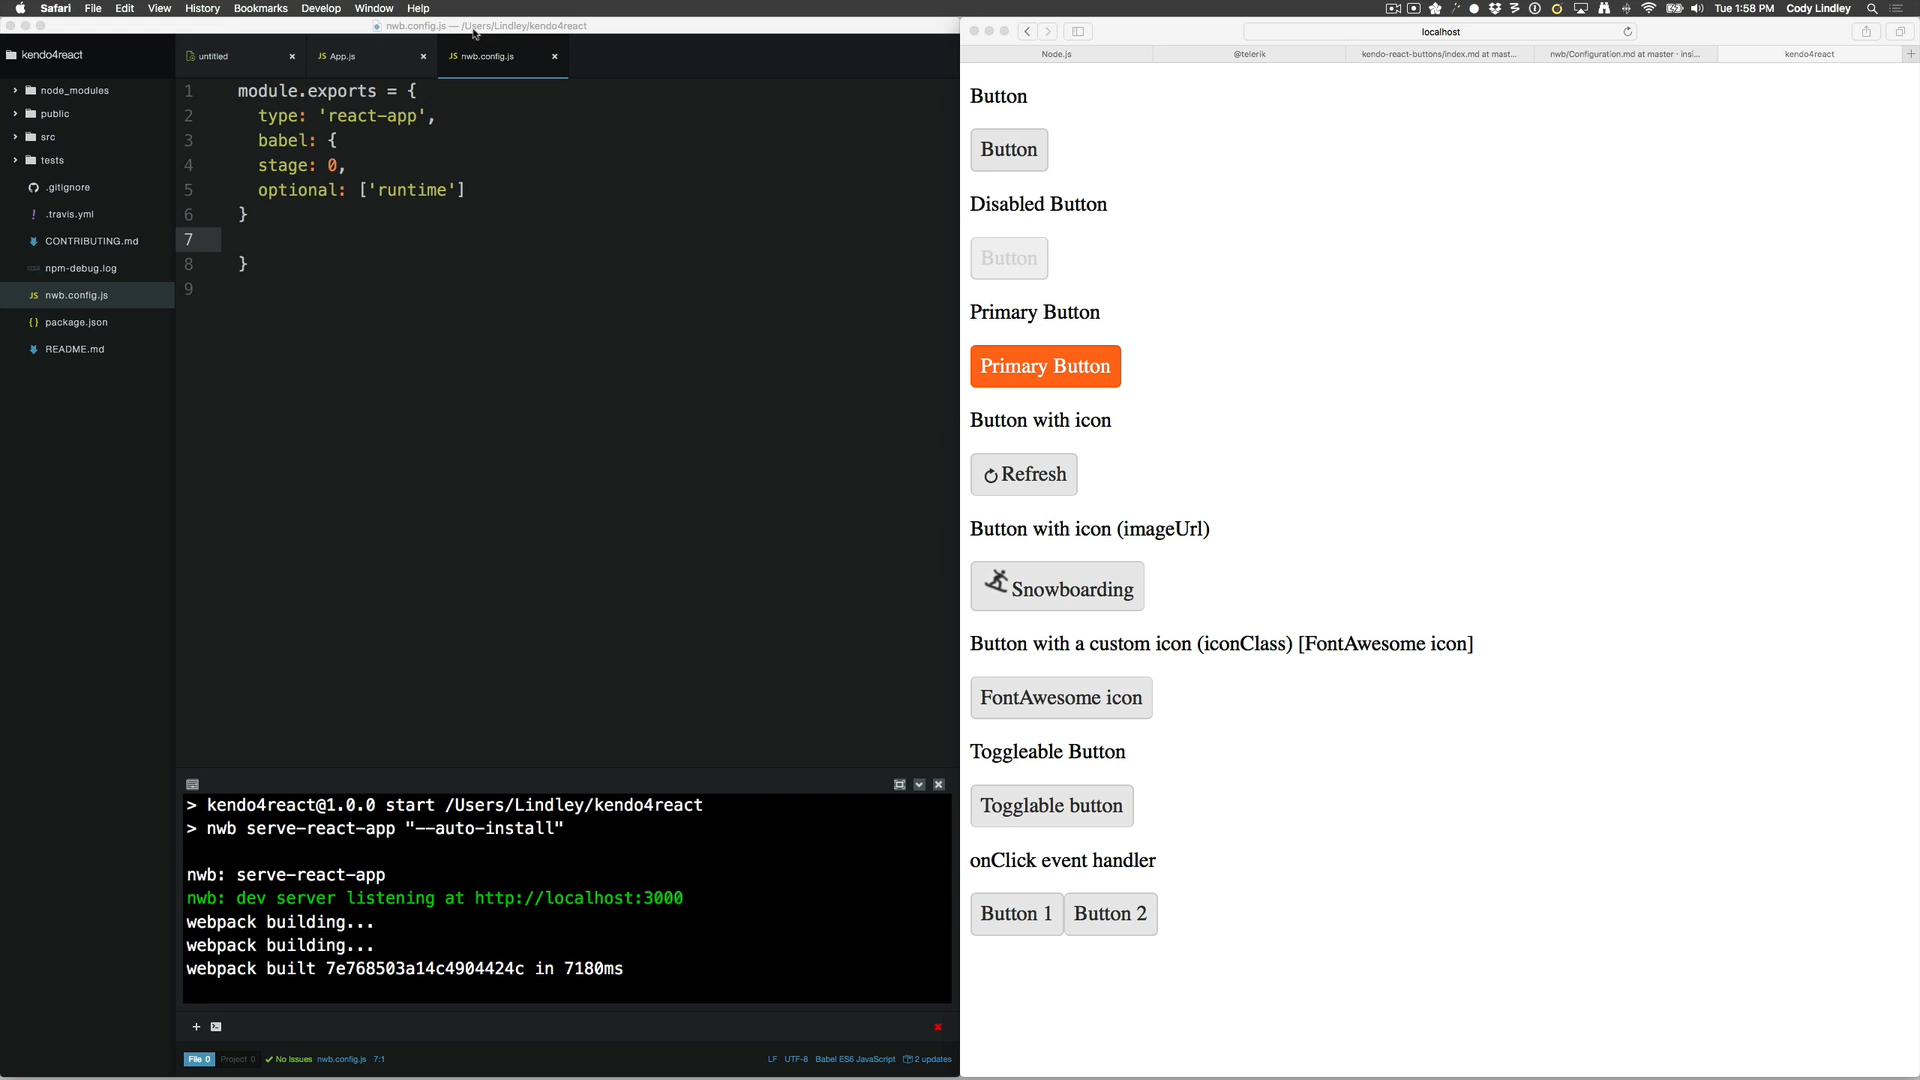 Safari File Edit View History Bookmarks Develop Window Help
Tue 1:58 PM Cody Lindley
nwb.config.js — /Users/Lindley/kendo4react
kendo4react
untitled
App.js
nwb.config.js
node_modules
public
src
tests
.gitignore
.travis.yml
CONTRIBUTING.md
npm-debug.log
nwb.config.js
package.json
README.md
1 module.exports = {
2 type: 'react-app',
3 babel: {
4 stage: 0,
5 optional: ['runtime']
6 }
7
8 }
9
> kendo4react@1.0.0 start /Users/Lindley/kendo4react
> nwb serve-react-app "--auto-install"
nwb: serve-react-app
nwb: dev server listening at http://localhost:3000
webpack building...
webpack building...
webpack built 7e768503a14c4904424c in 7180ms
File 0 Project 0 No Issues nwb.config.js 7:1
LF UTF-8 Babel ES6 JavaScript 2 updates
localhost
Node.js
@telerik
kendo-react-buttons/index.md at mast...
nwb/Configuration.md at master · insi...
kendo4react
Button
Button
Disabled Button
Button
Primary Button
Primary Button
Button with icon
Refresh
Button with icon (imageUrl)
Snowboarding
Button with a custom icon (iconClass) [FontAwesome icon]
FontAwesome icon
Toggleable Button
Togglable button
onClick event handler
Button 1 Button 2